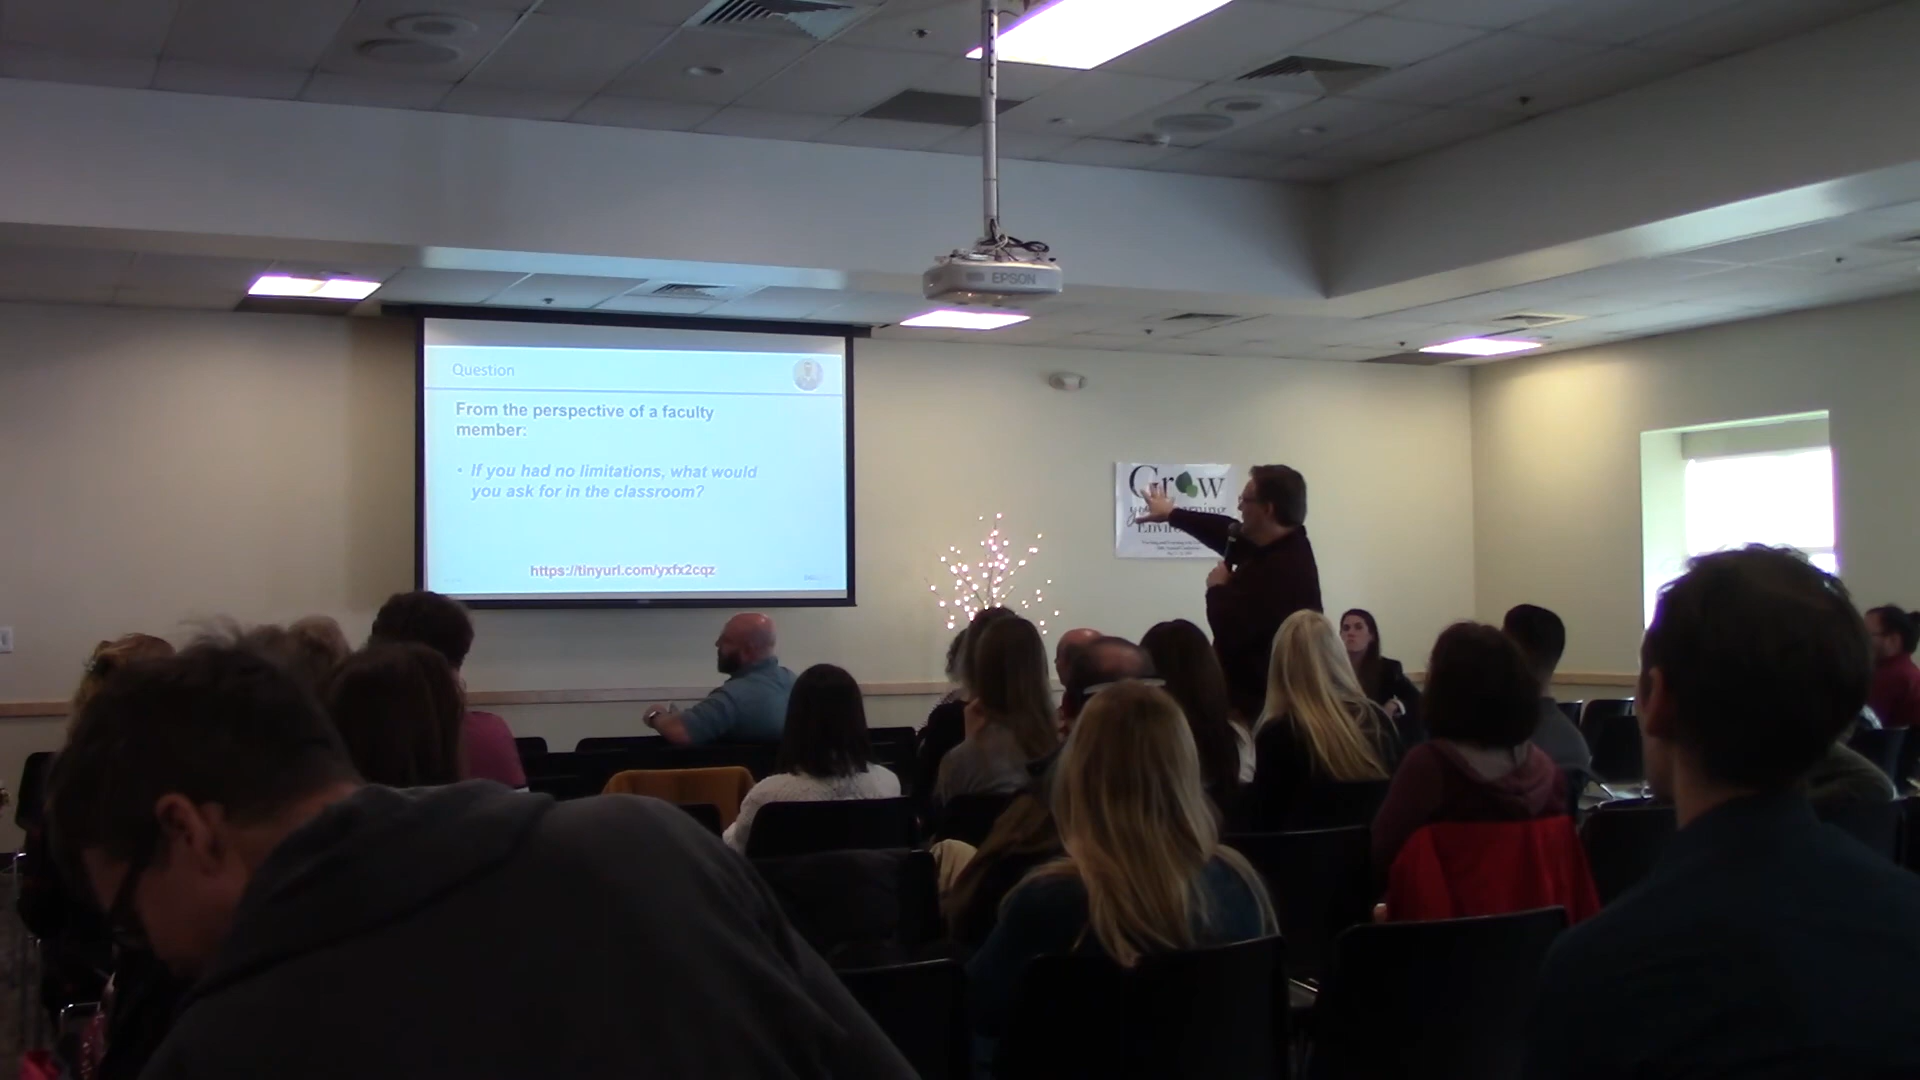 EPSON
Question
From the perspective of a faculty
member:
• If you had no limitations, what would
you ask for in the classroom?
https://tinyurl.com/yxfx2cqz
Grow